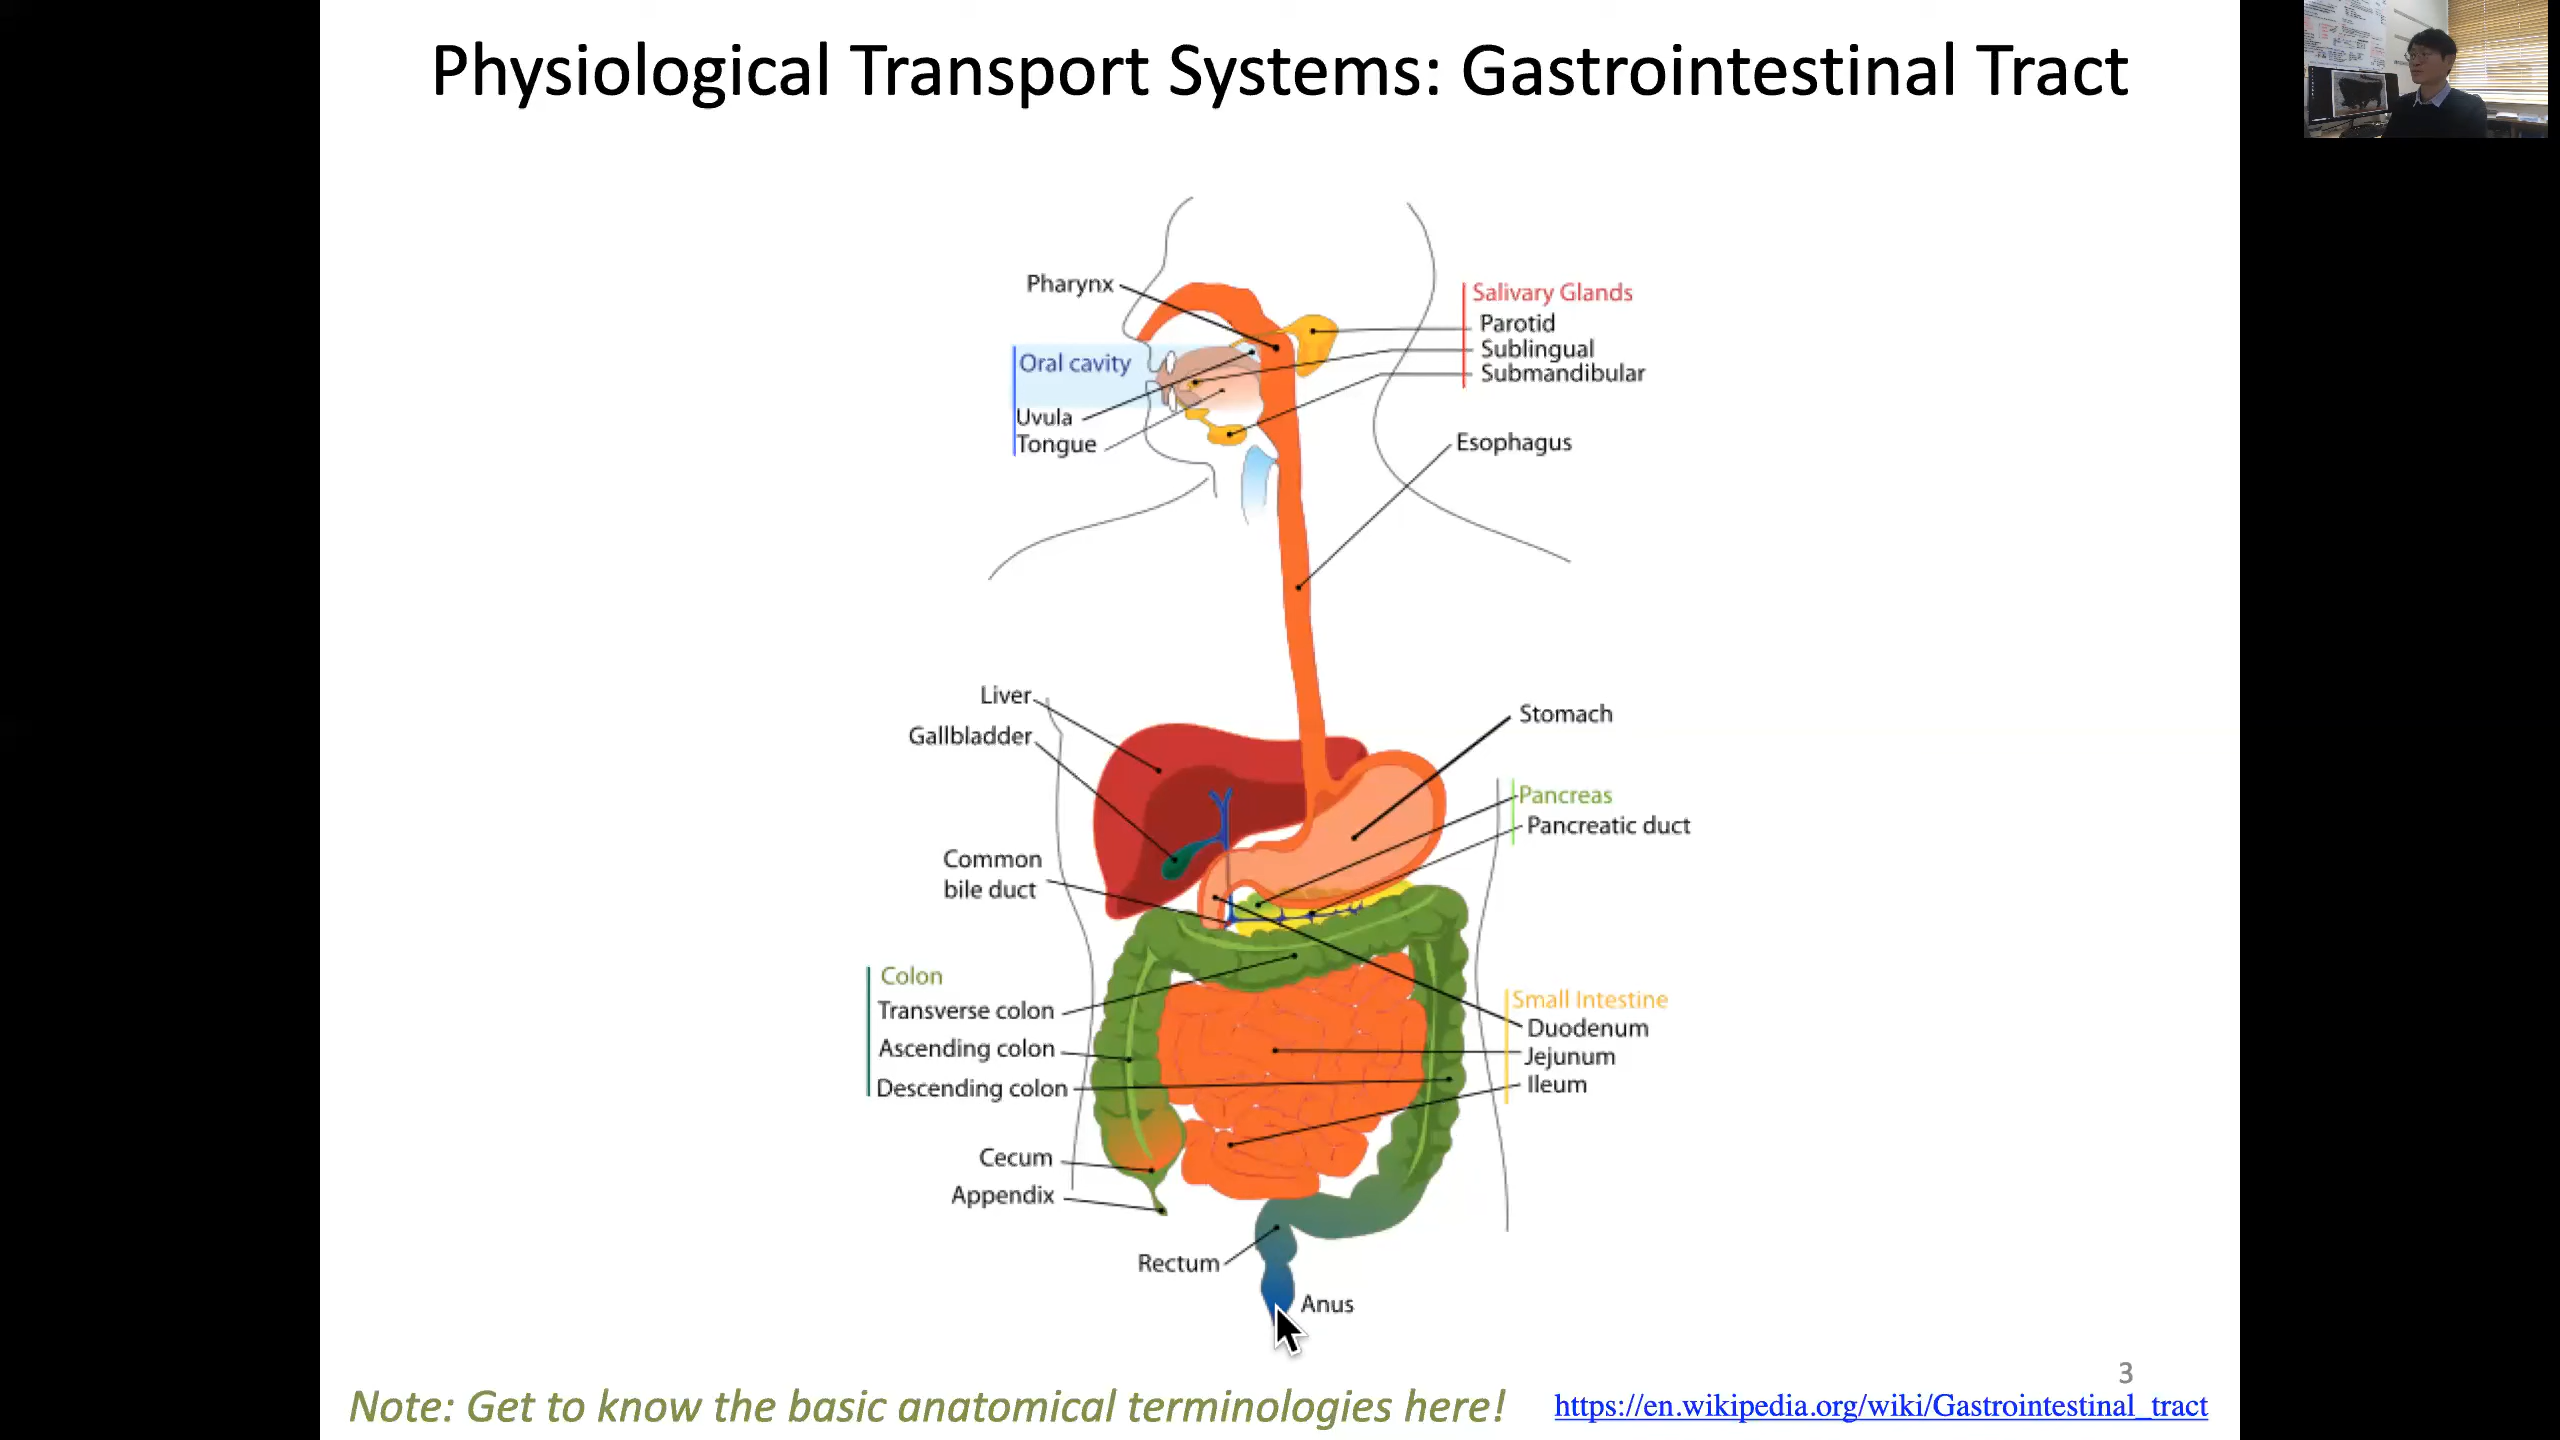 Physiological Transport Systems: Gastrointestinal Tract
Pharynx
Salivary Glands
Parotid
Sublingual
Submandibular
Oral cavity
Uvula
Tongue
Esophagus
Liver
Gallbladder
Stomach
Pancreas
Pancreatic duct
Common
bile duct
Colon
Transverse colon
Ascending colon
Descending colon
Small Intestine
Duodenum
Jejunum
Ileum
Cecum
Appendix
Rectum
Anus
3
Note: Get to know the basic anatomical terminologies here!
https://en.wikipedia.org/wiki/Gastrointestinal_tract